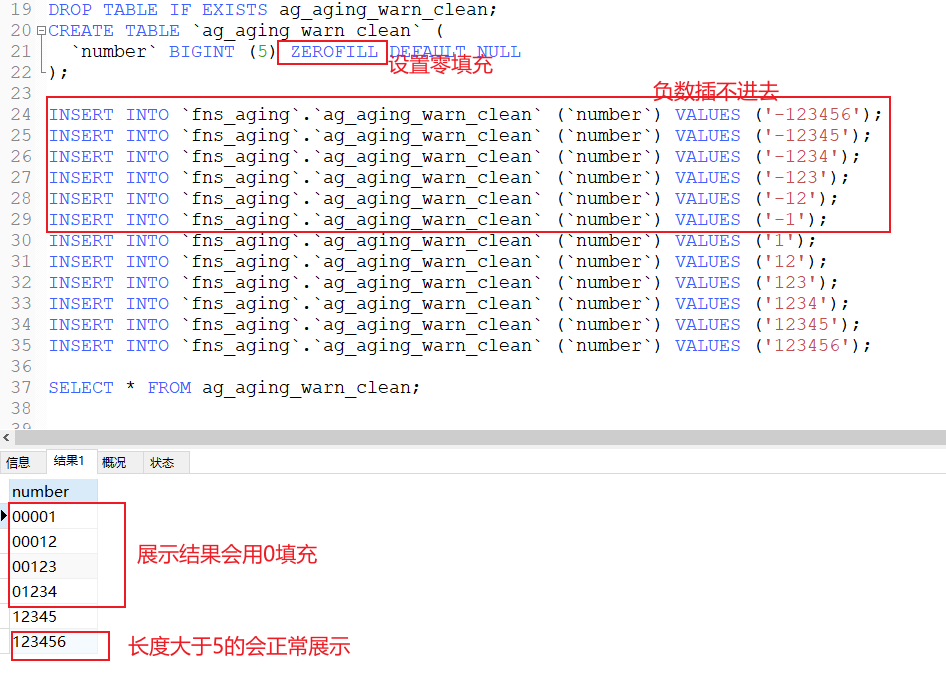 19 DROP TABLE IF EXISTS ag_aging_warn_clean;
20 CREATE TABLE `ag_aging_warn_clean` (
21 `number` BIGINT (5) ZEROFILL DEFAULT NULL
设置零填充
22 );
23
负数插不进去
24 INSERT INTO `fns_aging`.`ag_aging_warn_clean` (`number`) VALUES ('-123456');
25 INSERT INTO `fns_aging`.`ag_aging_warn_clean` (`number`) VALUES ('-12345');
26 INSERT INTO `fns_aging`.`ag_aging_warn_clean` (`number`) VALUES ('-1234');
27 INSERT INTO `fns_aging`.`ag_aging_warn_clean` (`number`) VALUES ('-123');
28 INSERT INTO `fns_aging`.`ag_aging_warn_clean` (`number`) VALUES ('-12');
29 INSERT INTO `fns_aging`.`ag_aging_warn_clean` (`number`) VALUES ('-1');
30 INSERT INTO `fns_aging`.`ag_aging_warn_clean` (`number`) VALUES ('1');
31 INSERT INTO `fns_aging`.`ag_aging_warn_clean` (`number`) VALUES ('12');
32 INSERT INTO `fns_aging`.`ag_aging_warn_clean` (`number`) VALUES ('123');
33 INSERT INTO `fns_aging`.`ag_aging_warn_clean` (`number`) VALUES ('1234');
34 INSERT INTO `fns_aging`.`ag_aging_warn_clean` (`number`) VALUES ('12345');
35 INSERT INTO `fns_aging`.`ag_aging_warn_clean` (`number`) VALUES ('123456');
36
37 SELECT * FROM ag_aging_warn_clean;
38
39
信息 结果1 概况 状态
number
00001
00012
00123
展示结果会用0填充
01234
12345
123456
长度大于5的会正常展示